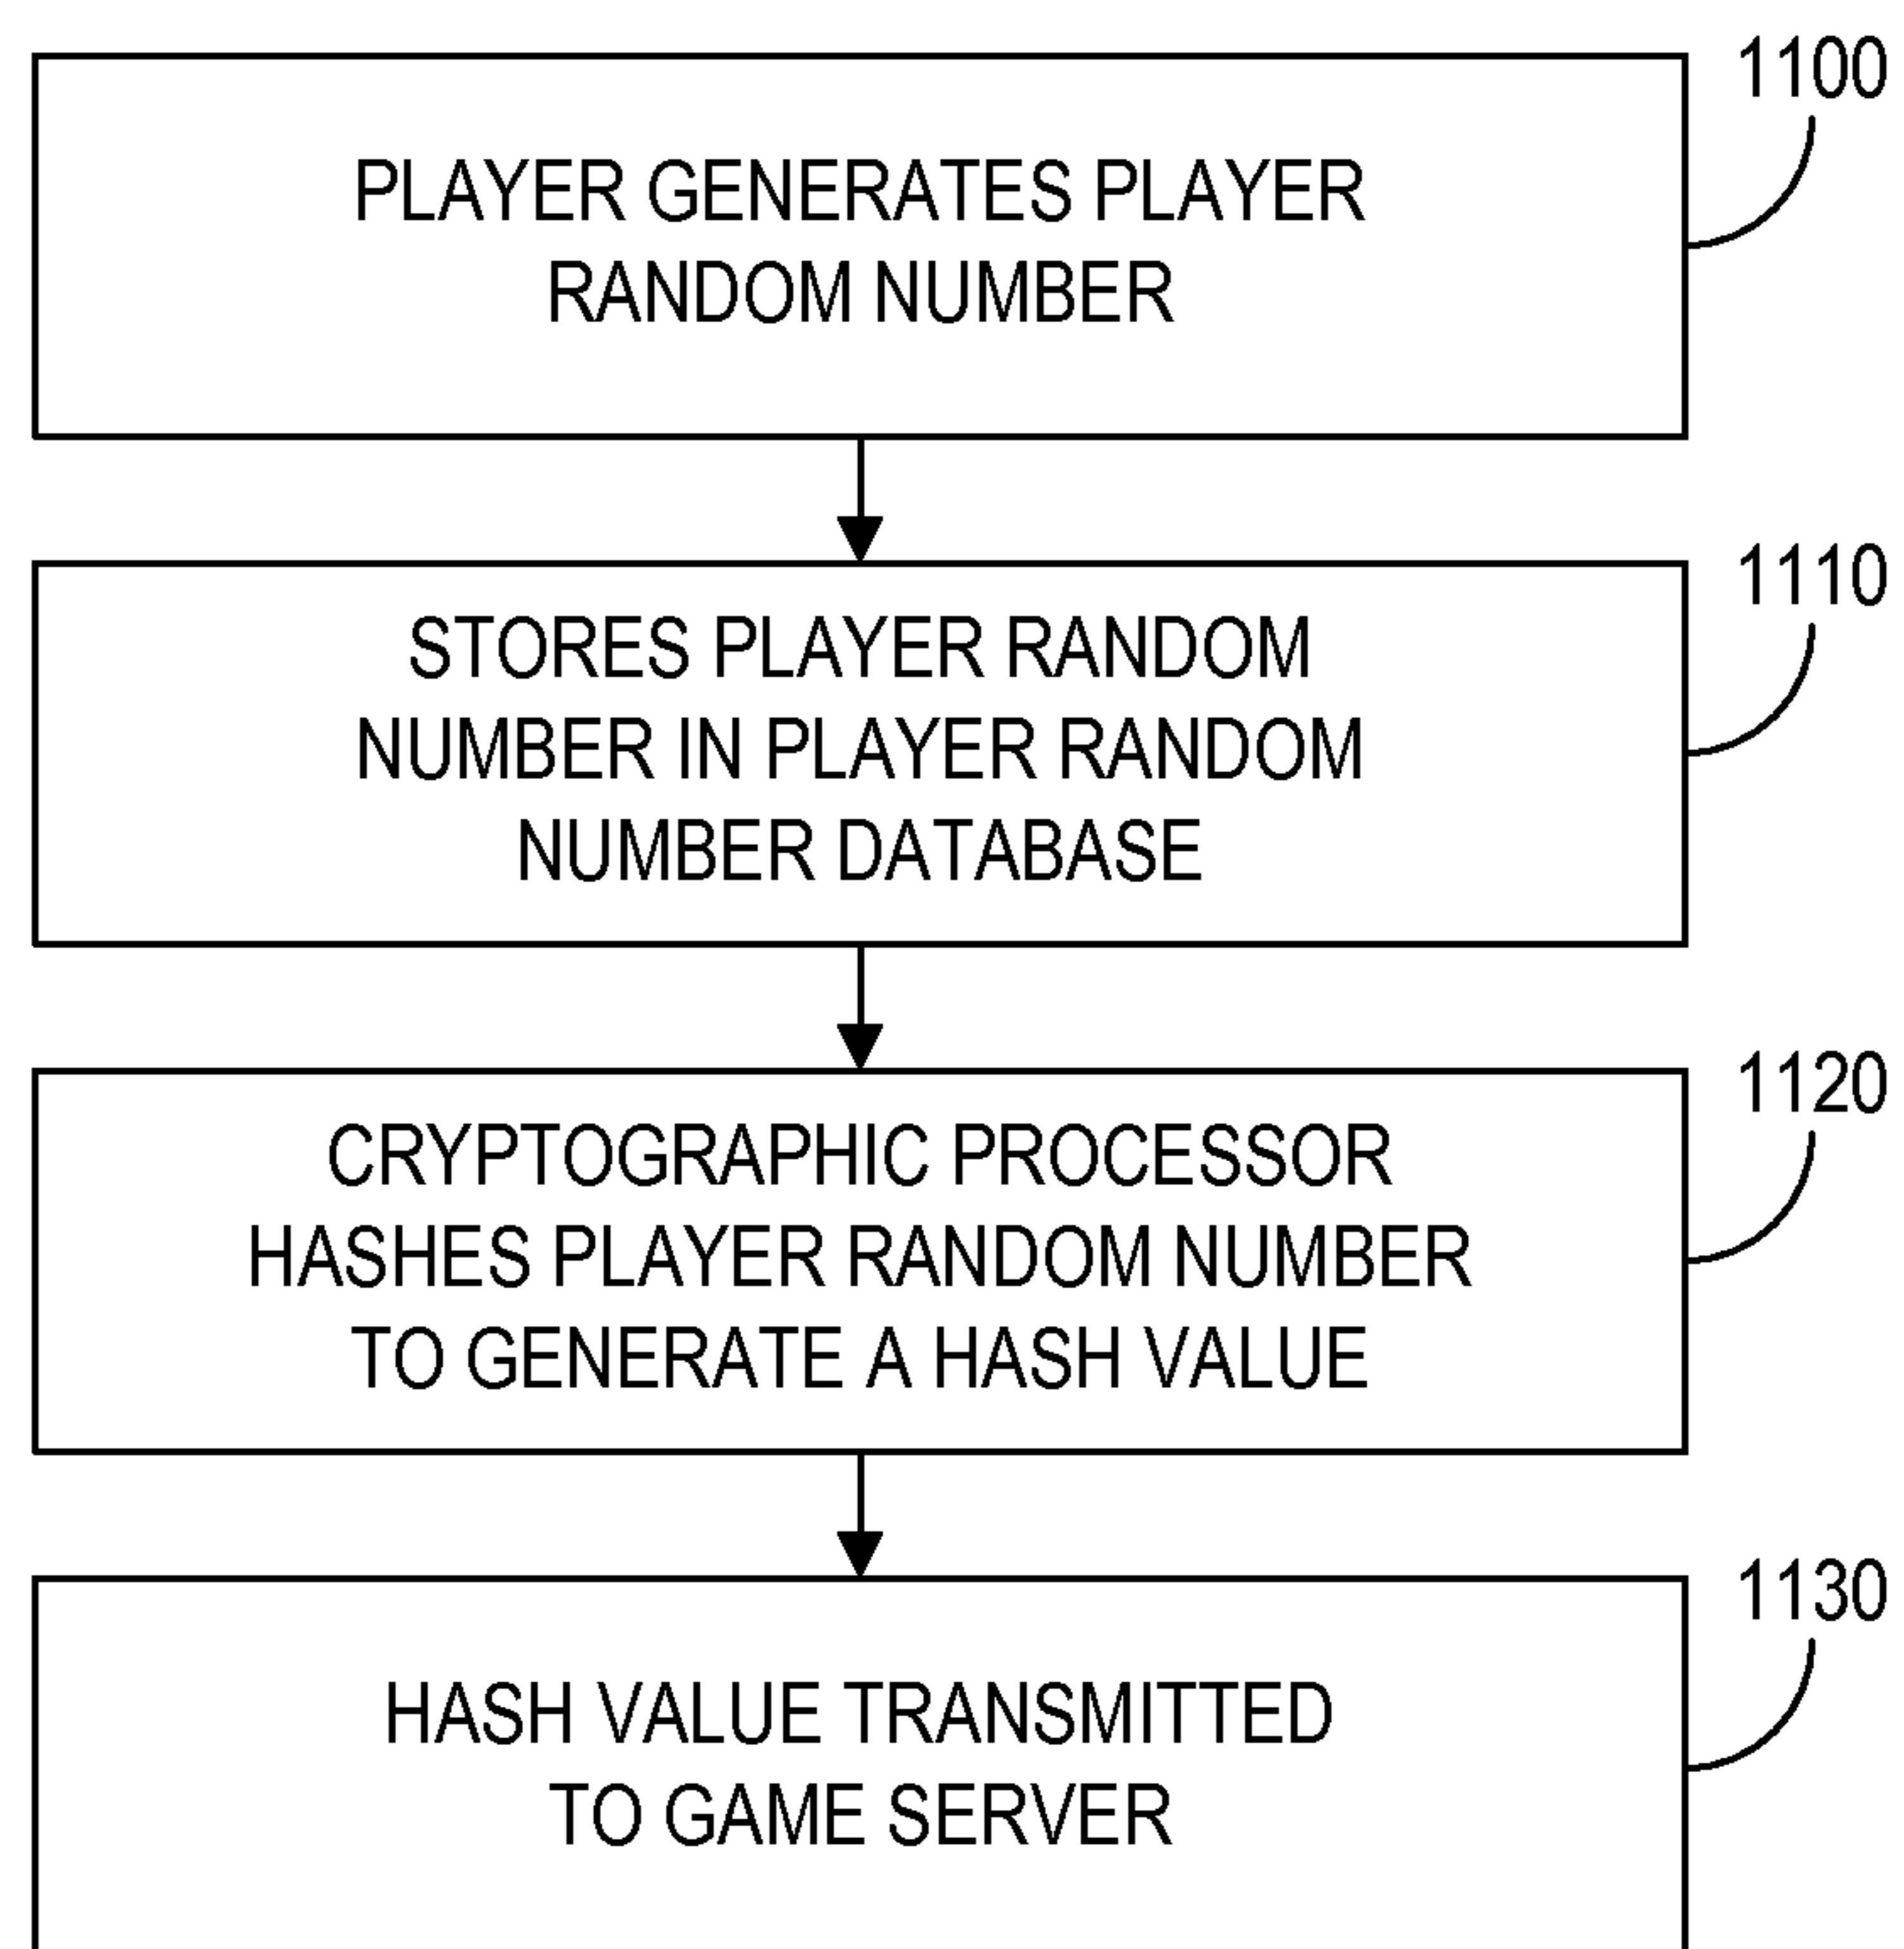 1100
PLAYER GENERATES PLAYER
RANDOM NUMBER
1110
STORES PLAYER RANDOM
NUMBER IN PLAYER RANDOM
NUMBER DATABASE
1120
CRYPTOGRAPHIC PROCESSOR
HASHES PLAYER RANDOM NUMBER
TO GENERATE A HASH VALUE
1130
HASH VALUE TRANSMITTED
TO GAME SERVER